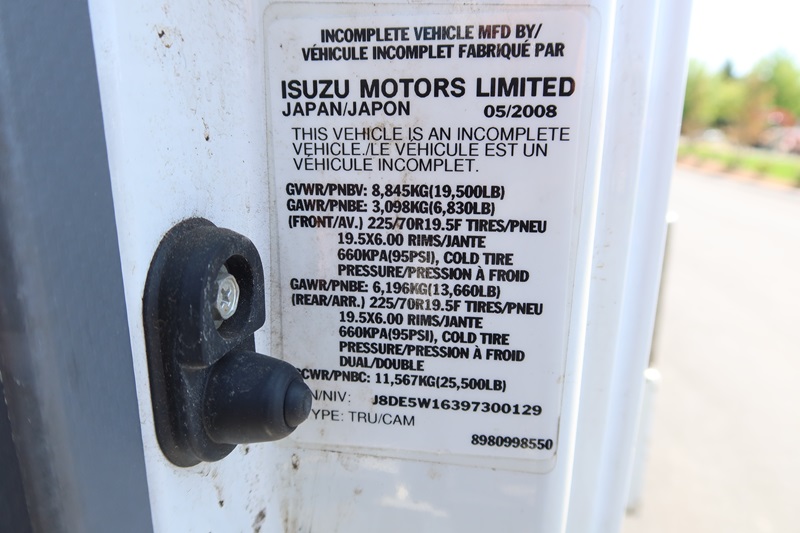 INCOMPLETE VEHICLE MFD BY/
VÉHICULE INCOMPLET FABRIQUÉ PAR
ISUZU MOTORS LIMITED
JAPAN/JAPON 05/2008
THIS VEHICLE IS AN INCOMPLETE
VEHICLE./LE VÉHICULE EST UN
VÉHICULE INCOMPLET.
GVWR/PNBV: 8,845KG(19,500LB)
GAWR/PNBE: 3,098KG(6,830LB)
(FRONT/AV.) 225/70R19.5F TIRES/PNEU
19.5X6.00 RIMS/JANTE
660KPA(95PSI), COLD TIRE
PRESSURE/PRESSION À FROID
GAWR/PNBE: 6,196KG(13,660LB)
(REAR/ARR.) 225/70R19.5F TIRES/PNEU
19.5X6.00 RIMS/JANTE
660KPA(95PSI), COLD TIRE
PRESSURE/PRESSION À FROID
DUAL/DOUBLE
CWR/PNBC: 11,567KG(25,500LB)
N/NIV: J8DE5W16397300129
YPE: TRU/CAM
8980998550